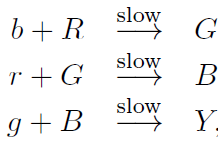 b + R slow⟶ G
r + G slow⟶ B
g + B slow⟶ Y,